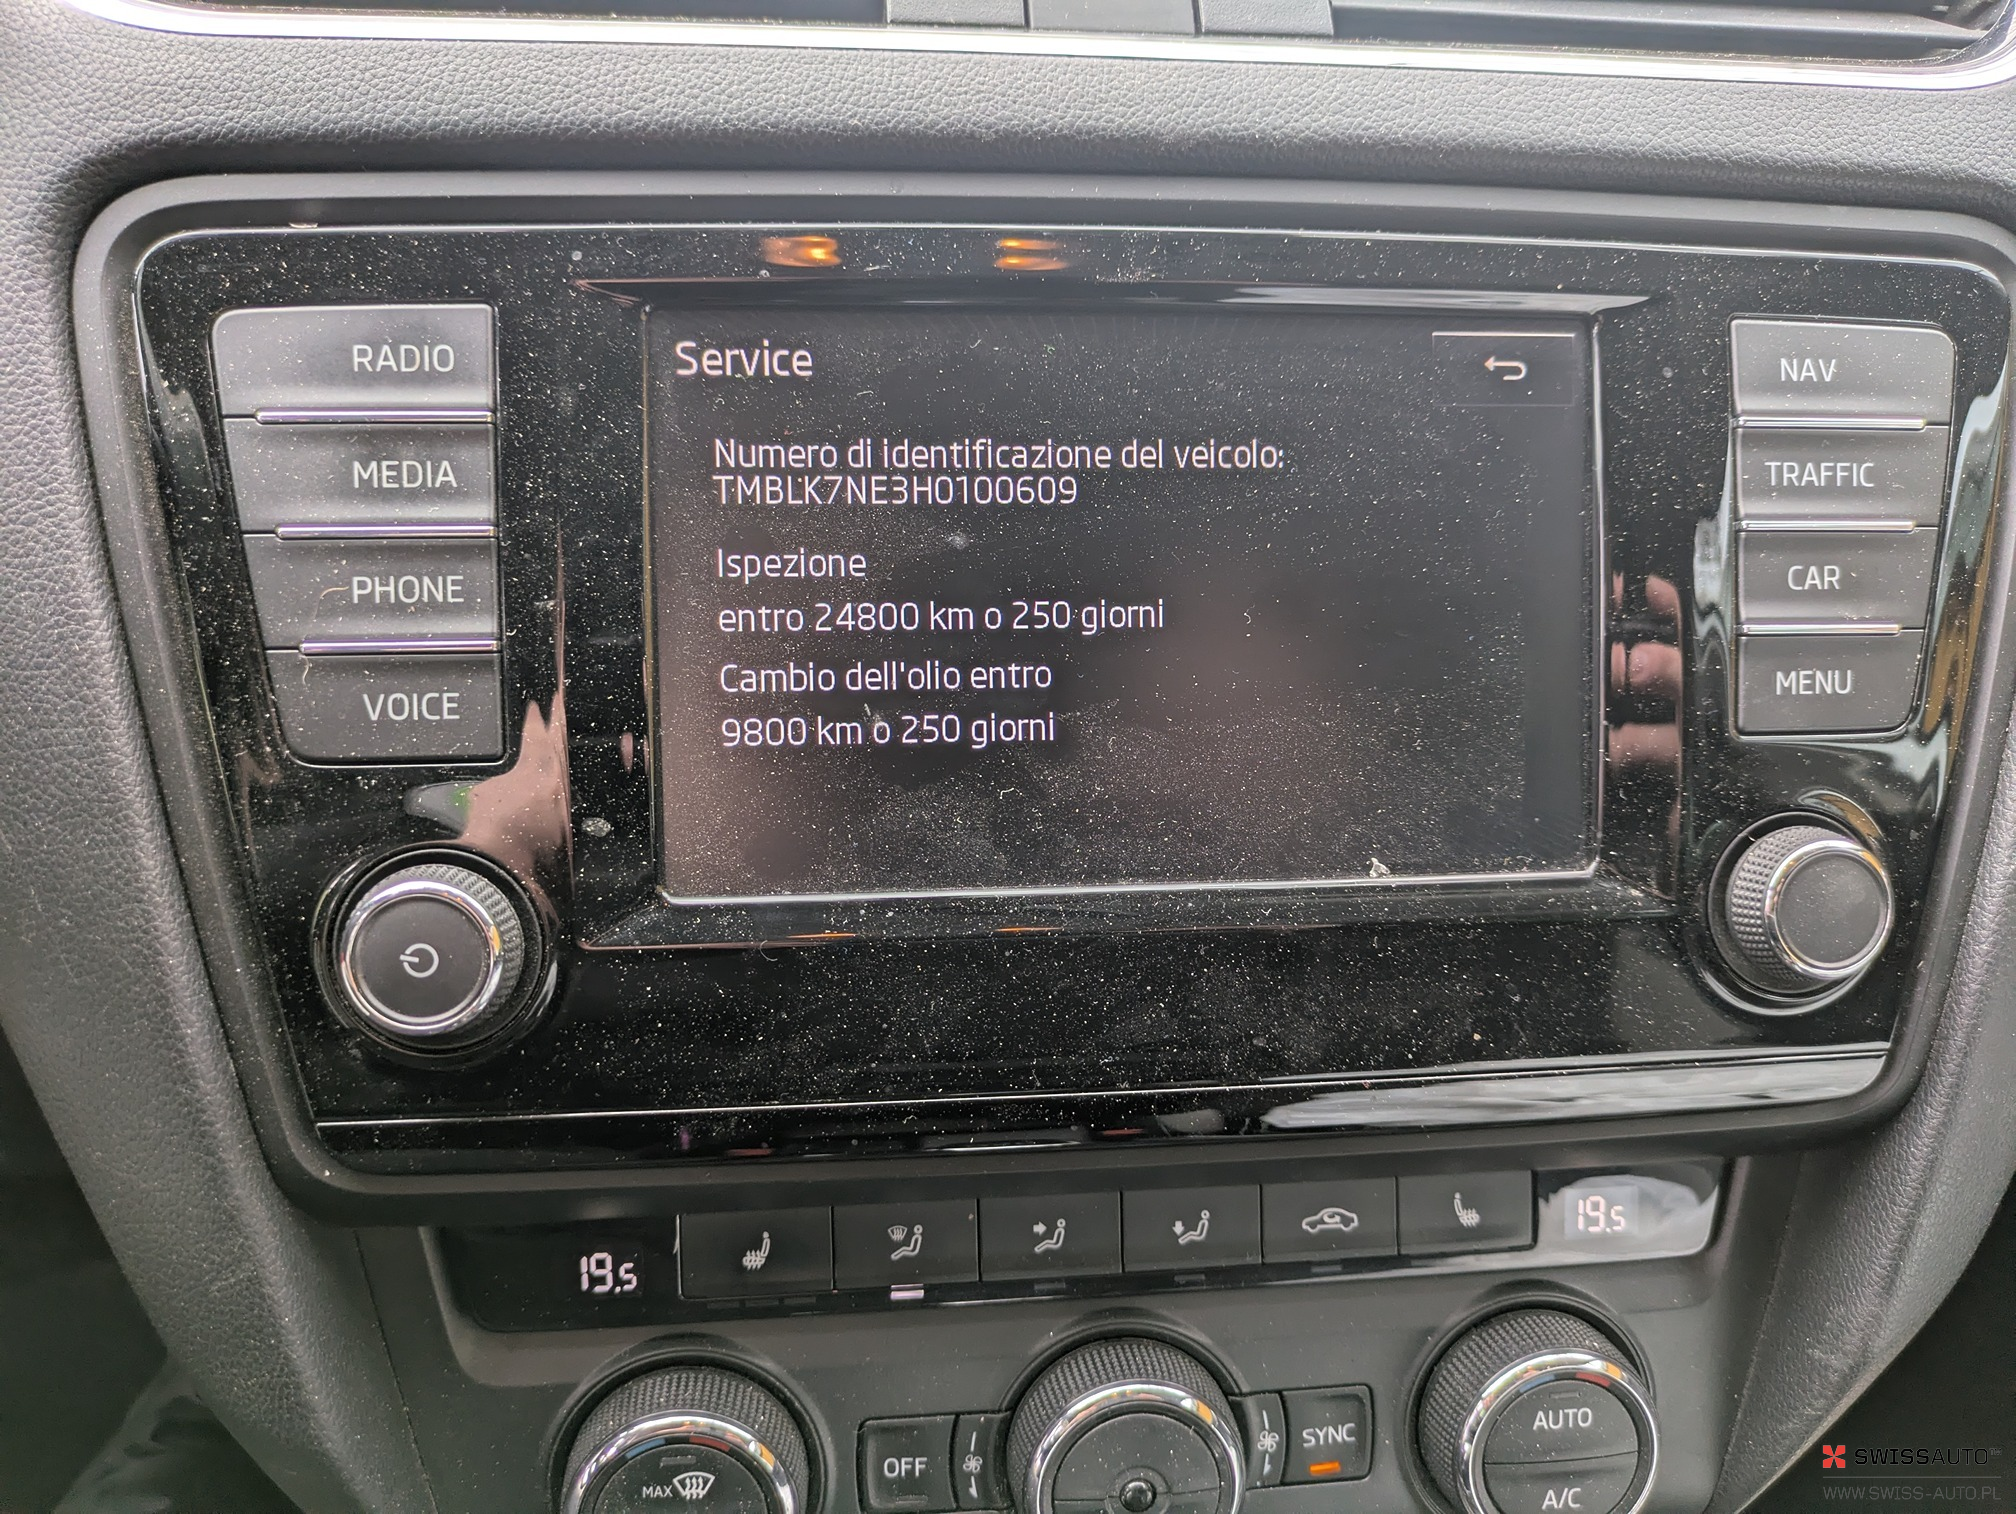 Service
Numero di identificazione del veicolo:
TMBLK7NE3H0100609
Ispezione
entro 24800 km o 250 giorni
Cambio dell'olio entro
9800 km o 250 giorni
RADIO
MEDIA
PHONE
VOICE
NAV
TRAFFIC
CAR
MENU
19.5
19.5
MAX
OFF
SYNC
AUTO
A/C
SWISSAUTO
WWW.SWISS-AUTO.PL